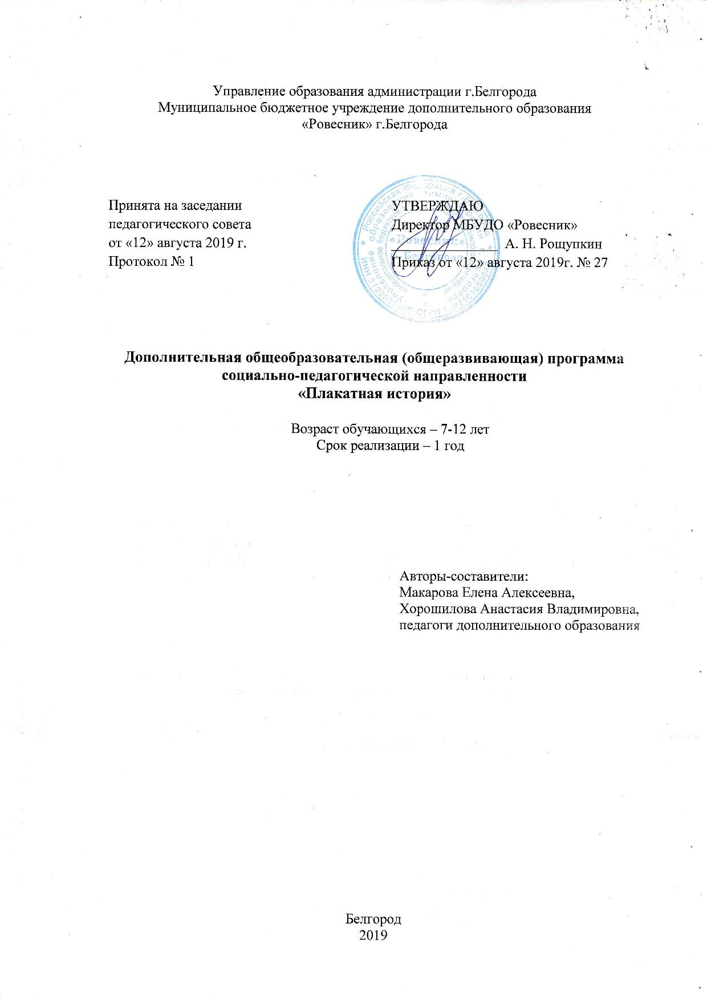 Управление образования администрации г.Белгорода
Муниципальное бюджетное учреждение дополнительного образования
«Ровесник» г.Белгорода
Принята на заседании
педагогического совета
от «12» августа 2019 г.
Протокол № 1
УТВЕРЖДАЮ
Директор МБУДО «Ровесник»
А. Н. Рощупкин
Приказ от «12» августа 2019г. № 27
«Ровесник»
Белгорода
Дополнительная общеобразовательная (общеразвивающая) программа
социально-педагогической направленности
«Плакатная история»
Возраст обучающихся – 7-12 лет
Срок реализации – 1 год
Авторы-составители:
Макарова Елена Алексеевна,
Хорошилова Анастасия Владимировна,
педагоги дополнительного образования
Белгород
2019